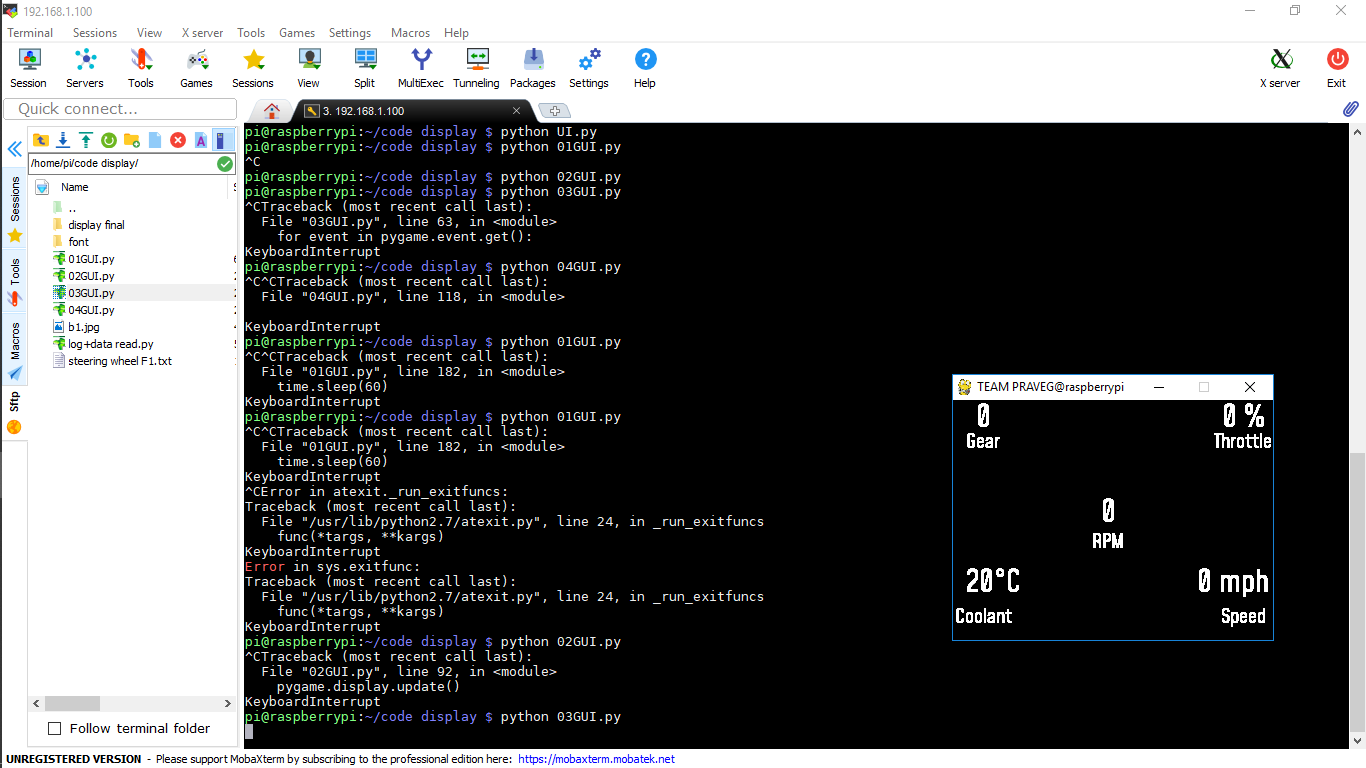 192.168.1.100
Terminal Sessions View X server Tools Games Settings Macros Help
Session Servers Tools Games Sessions View Split MultiExec Tunneling Packages Settings Help X server Exit
Quick connect...
3. 192.168.1.100
/home/pi/code display/
Name
..
display final
font
01GUI.py
02GUI.py
03GUI.py
04GUI.py
b1.jpg
log+data read.py
steering wheel F1.txt
Sessions
Tools
Macros
Sftp
Follow terminal folder
pi@raspberrypi:~/code display $ python UI.py
pi@raspberrypi:~/code display $ python 01GUI.py
^C
pi@raspberrypi:~/code display $ python 02GUI.py
pi@raspberrypi:~/code display $ python 03GUI.py
^CTraceback (most recent call last):
  File "03GUI.py", line 63, in <module>
    for event in pygame.event.get():
KeyboardInterrupt
pi@raspberrypi:~/code display $ python 04GUI.py
^C^CTraceback (most recent call last):
  File "04GUI.py", line 118, in <module>
KeyboardInterrupt
pi@raspberrypi:~/code display $ python 01GUI.py
^C^CTraceback (most recent call last):
  File "01GUI.py", line 182, in <module>
    time.sleep(60)
KeyboardInterrupt
pi@raspberrypi:~/code display $ python 01GUI.py
^C^CTraceback (most recent call last):
  File "01GUI.py", line 182, in <module>
    time.sleep(60)
KeyboardInterrupt
^CError in atexit._run_exitfuncs:
Traceback (most recent call last):
  File "/usr/lib/python2.7/atexit.py", line 24, in _run_exitfuncs
    func(*targs, **kargs)
KeyboardInterrupt
Error in sys.exitfunc:
Traceback (most recent call last):
  File "/usr/lib/python2.7/atexit.py", line 24, in _run_exitfuncs
    func(*targs, **kargs)
KeyboardInterrupt
pi@raspberrypi:~/code display $ python 02GUI.py
^CTraceback (most recent call last):
  File "02GUI.py", line 92, in <module>
    pygame.display.update()
KeyboardInterrupt
pi@raspberrypi:~/code display $ python 03GUI.py
TEAM PRAVEG@raspberrypi
0 0 %
Gear Throttle
0
RPM
20°C 0 mph
Coolant Speed
UNREGISTERED VERSION - Please support MobaXterm by subscribing to the professional edition here: https://mobaxterm.mobatek.net